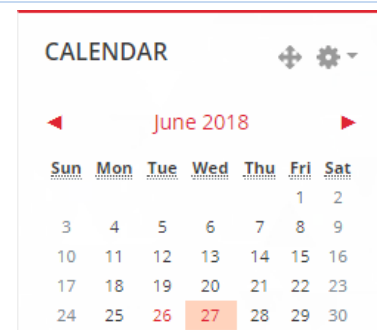 CALENDAR
◄ June 2018 ►
Sun Mon Tue Wed Thu Fri Sat
1 2
3 4 5 6 7 8 9
10 11 12 13 14 15 16
17 18 19 20 21 22 23
24 25 26 27 28 29 30